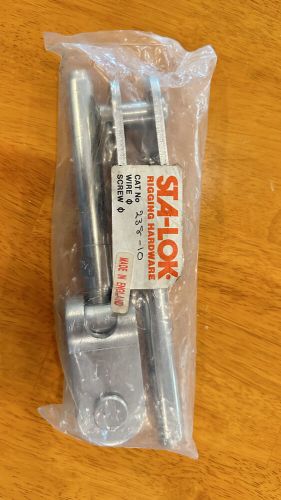 STA-LOK
RIGGING HARDWARE
CAT No 238-10
WIRE Φ
SCREW Φ
MADE IN ENGLAND